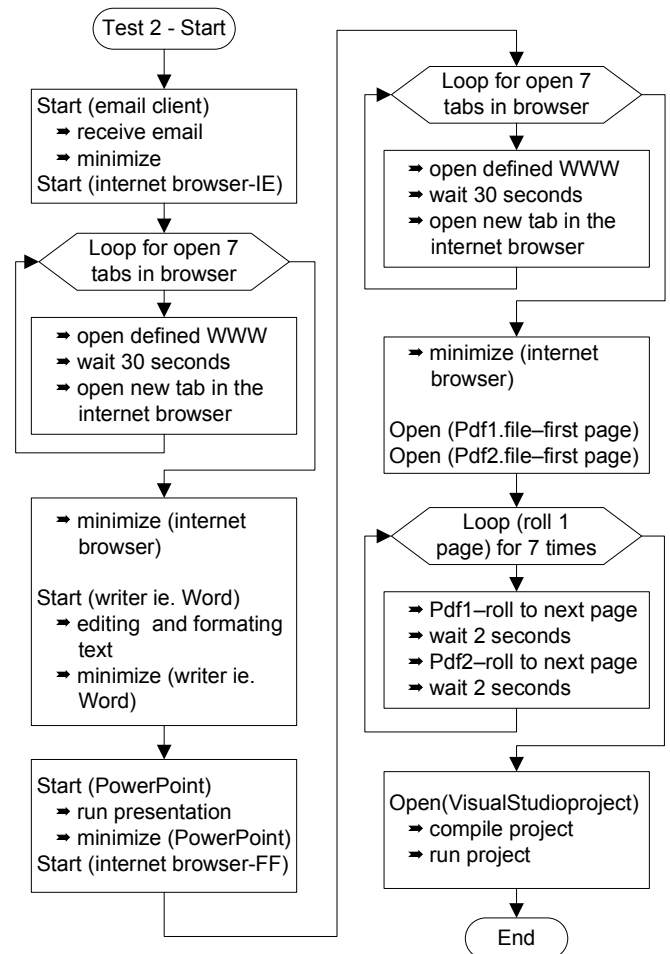 Test 2 - Start
Start (email client)
➡ receive email
➡ minimize
Start (internet browser-IE)
Loop for open 7
tabs in browser
➡ open defined WWW
➡ wait 30 seconds
➡ open new tab in the
internet browser
➡ minimize (internet
browser)
Start (writer ie. Word)
➡ editing and formating
text
➡ minimize (writer ie.
Word)
Start (PowerPoint)
➡ run presentation
➡ minimize (PowerPoint)
Start (internet browser-FF)
Loop for open 7
tabs in browser
➡ open defined WWW
➡ wait 30 seconds
➡ open new tab in the
internet browser
➡ minimize (internet
browser)
Open (Pdf1.file–first page)
Open (Pdf2.file–first page)
Loop (roll 1
page) for 7 times
➡ Pdf1–roll to next page
➡ wait 2 seconds
➡ Pdf2–roll to next page
➡ wait 2 seconds
Open(VisualStudioproject)
➡ compile project
➡ run project
End